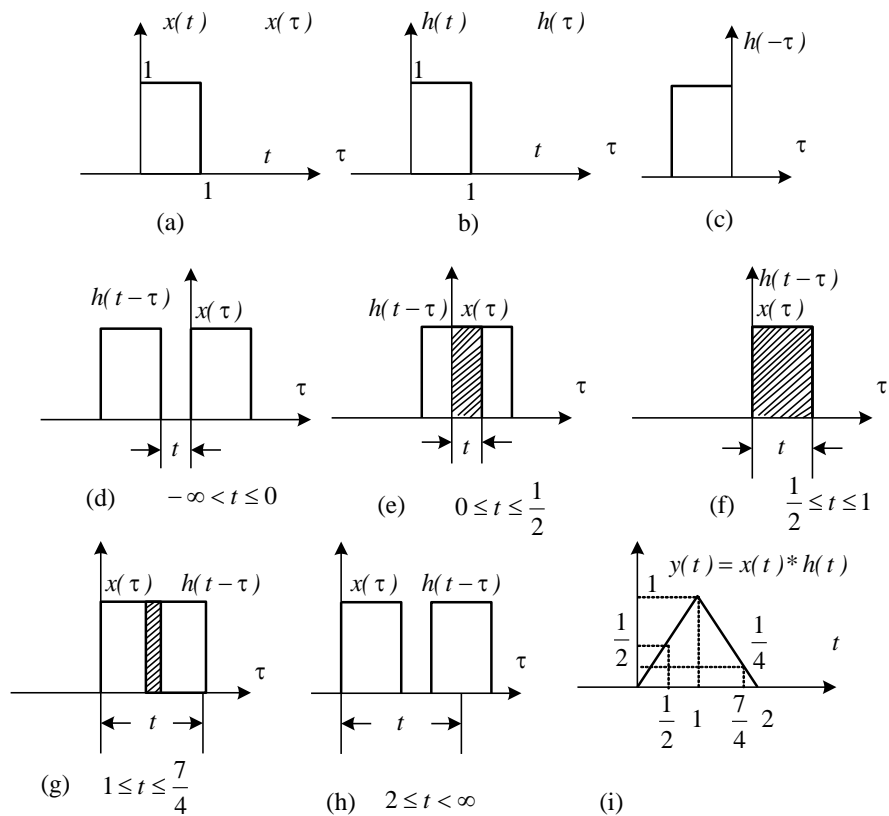 x(t) x(τ)
1
t τ
1
(a)
h(t) h(τ)
1
t τ
1
b)
h(−τ)
τ
(c)
h(t−τ) x(τ)
τ
t
(d) −∞ < t ≤ 0
h(t−τ) x(τ)
τ
t
(e) 0 ≤ t ≤ 1/2
h(t−τ)
x(τ)
τ
t
(f) 1/2 ≤ t ≤ 1
x(τ) h(t−τ)
τ
t
(g) 1 ≤ t ≤ 7/4
x(τ) h(t−τ)
τ
t
(h) 2 ≤ t < ∞
y(t) = x(t)*h(t)
1
1/2 1/4 t
1/2 1 7/4 2
(i)